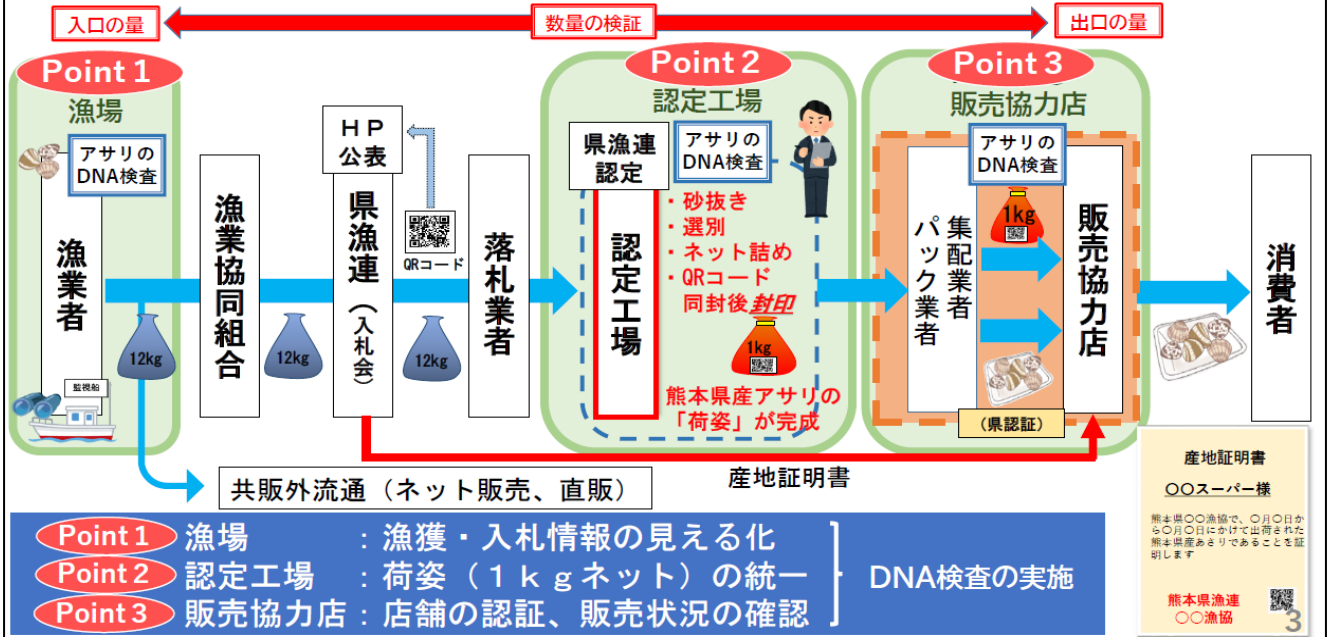 入口の量
数量の検証
出口の量
Point 1
漁場
アサリの
DNA検査
漁業者
12kg
監視船
漁業協同組合
12kg
HP
公表
県漁連（入札会）
QRコード
12kg
落札業者
Point 2
認定工場
県漁連
認定
アサリの
DNA検査
認定工場
・砂抜き
・選別
・ネット詰め
・QRコード
同封後封印
1kg
熊本県産アサリの
「荷姿」が完成
Point 3
販売協力店
アサリの
DNA検査
集配業者
パック業者
1kg
販売協力店
（県認証）
消費者
産地証明書
共販外流通（ネット販売、直販）
Point 1 漁場 ：漁獲・入札情報の見える化
Point 2 認定工場 ：荷姿（１ｋｇネット）の統一
Point 3 販売協力店：店舗の認証、販売状況の確認
DNA検査の実施
産地証明書
〇〇スーパー様
熊本県〇〇漁協で、〇月〇日か
ら〇月〇日にかけて出荷された
熊本県産あさりであることを証
明します
熊本県漁連
〇〇漁協
3